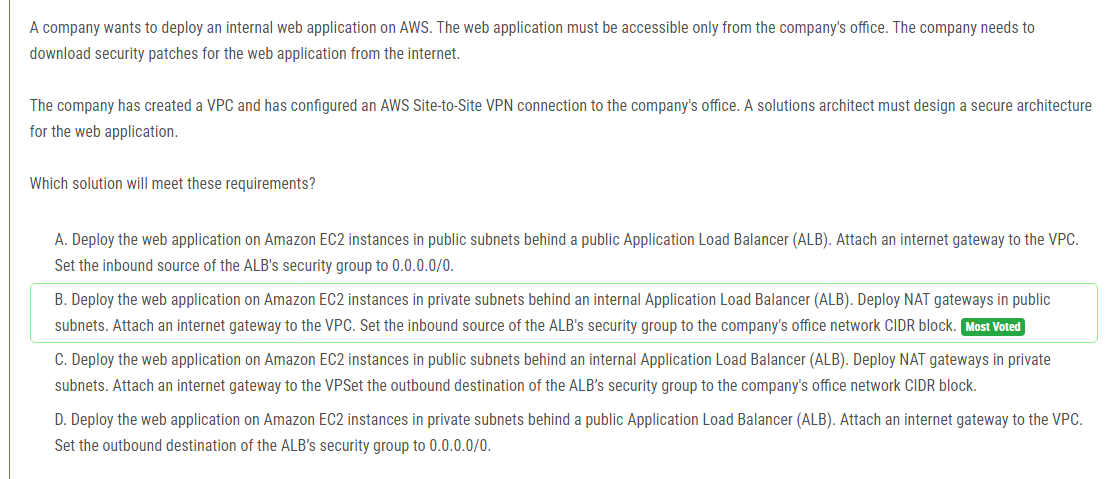 A company wants to deploy an internal web application on AWS. The web application must be accessible only from the company's office. The company needs to
download security patches for the web application from the internet.
The company has created a VPC and has configured an AWS Site-to-Site VPN connection to the company's office. A solutions architect must design a secure architecture
for the web application.
Which solution will meet these requirements?
A. Deploy the web application on Amazon EC2 instances in public subnets behind a public Application Load Balancer (ALB). Attach an internet gateway to the VPC.
Set the inbound source of the ALB's security group to 0.0.0.0/0.
B. Deploy the web application on Amazon EC2 instances in private subnets behind an internal Application Load Balancer (ALB). Deploy NAT gateways in public
subnets. Attach an internet gateway to the VPC. Set the inbound source of the ALB's security group to the company's office network CIDR block. Most Voted
C. Deploy the web application on Amazon EC2 instances in public subnets behind an internal Application Load Balancer (ALB). Deploy NAT gateways in private
subnets. Attach an internet gateway to the VPSet the outbound destination of the ALB’s security group to the company's office network CIDR block.
D. Deploy the web application on Amazon EC2 instances in private subnets behind a public Application Load Balancer (ALB). Attach an internet gateway to the VPC.
Set the outbound destination of the ALB’s security group to 0.0.0.0/0.